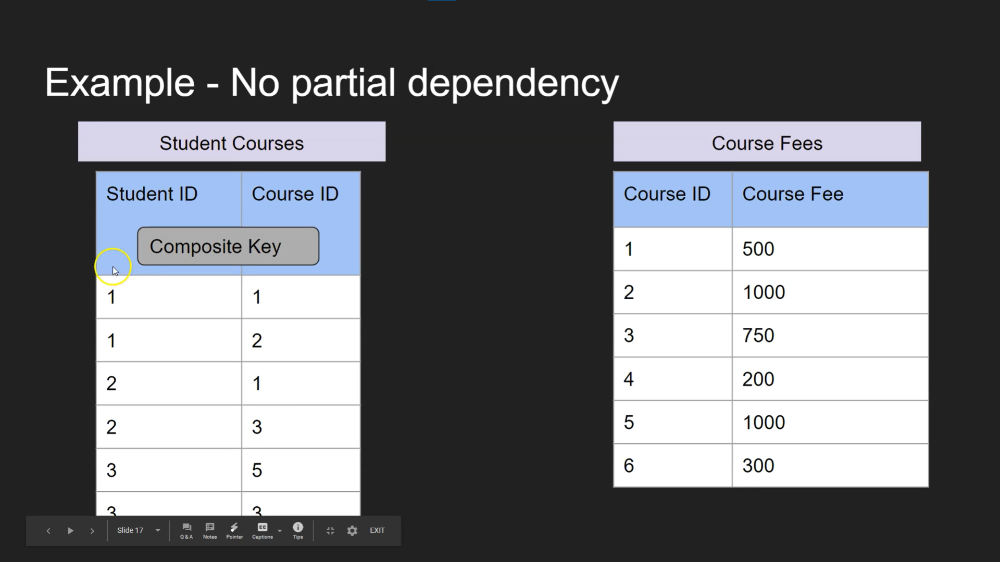 Example - No partial dependency
Student Courses
Student ID Course ID
Composite Key
1 1
1 2
2 1
2 3
3 5
3 3
Course Fees
Course ID Course Fee
1 500
2 1000
3 750
4 200
5 1000
6 300
Slide 17
Q & A
Notes
Pointer
CC
Captions
Tips
EXIT